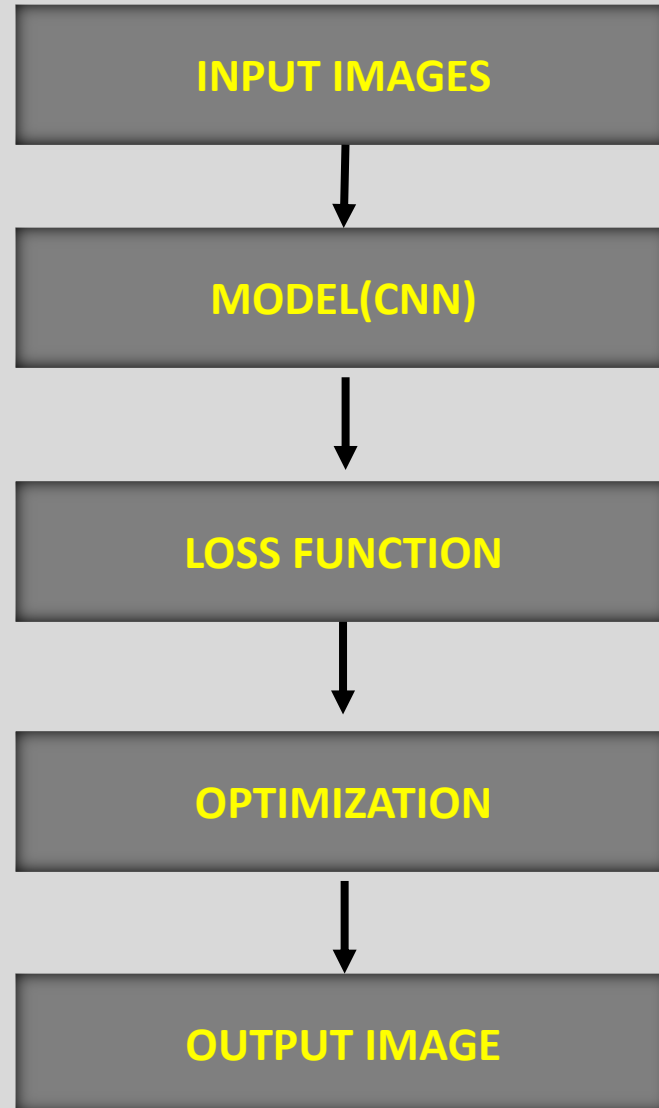 INPUT IMAGES
MODEL(CNN)
LOSS FUNCTION
OPTIMIZATION
OUTPUT IMAGE